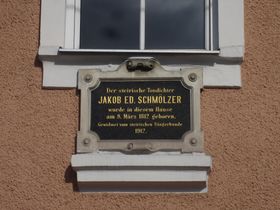 Der steirische Tondichter
JAKOB ED. SCHMÖLZER
wurde in diesem Hause
am 9. März 1812 geboren.
Gewidmet vom steirischen Sängerbunde
1912.